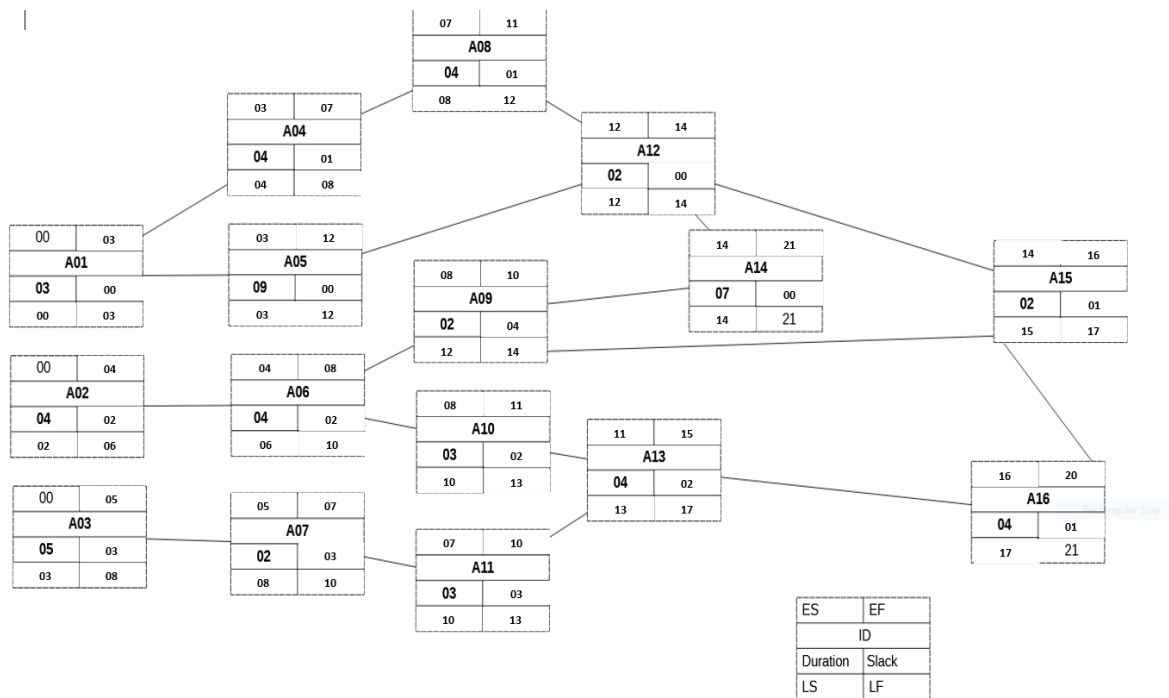 07 11
A08
04 01
08 12
03 07
A04
04 01
04 08
12 14
A12
02 00
12 14
00 03
A01
03 00
00 03
03 12
A05
09 00
03 12
14 21
A14
07 00
14 21
14 16
A15
02 01
15 17
08 10
A09
02 04
12 14
00 04
A02
04 02
02 06
04 08
A06
04 02
06 10
08 11
A10
03 02
10 13
11 15
A13
04 02
13 17
16 20
A16
04 01
17 21
Rectangular Snip
00 05
A03
05 03
03 08
05 07
A07
02 03
08 10
07 10
A11
03 03
10 13
ES EF
ID
Duration Slack
LS LF